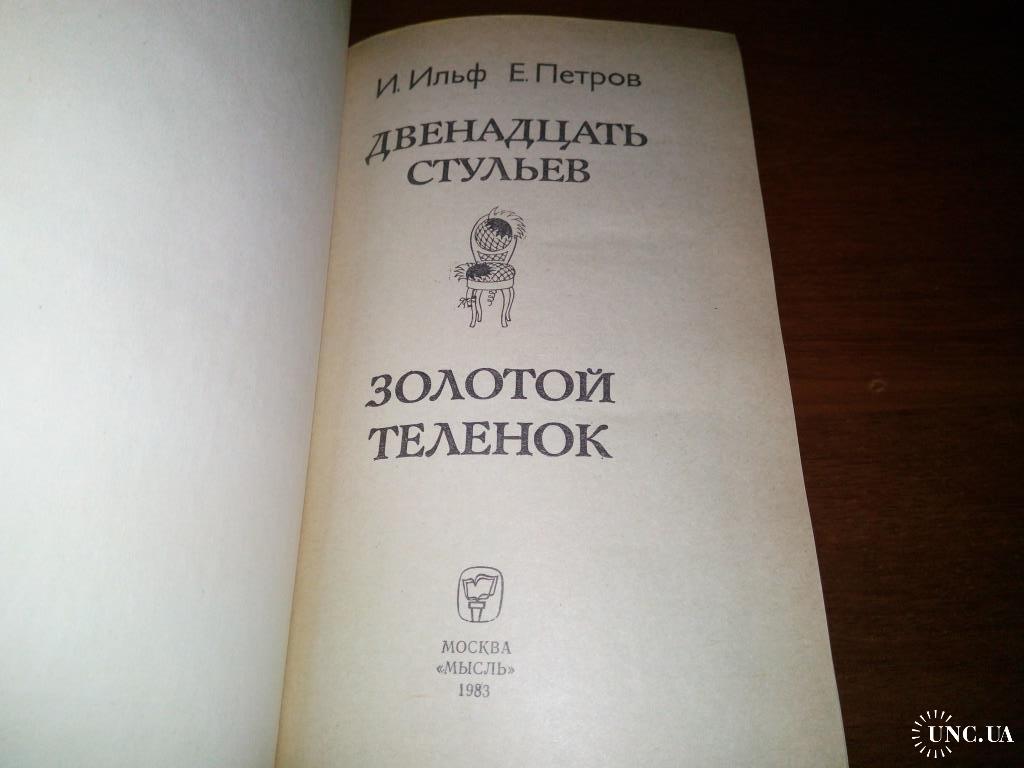 И. Ильф Е. Петров
ДВЕНАДЦАТЬ
СТУЛЬЕВ
ЗОЛОТОЙ
ТЕЛЕНОК
МОСКВА
«МЫСЛЬ»
1983
UNC.UA